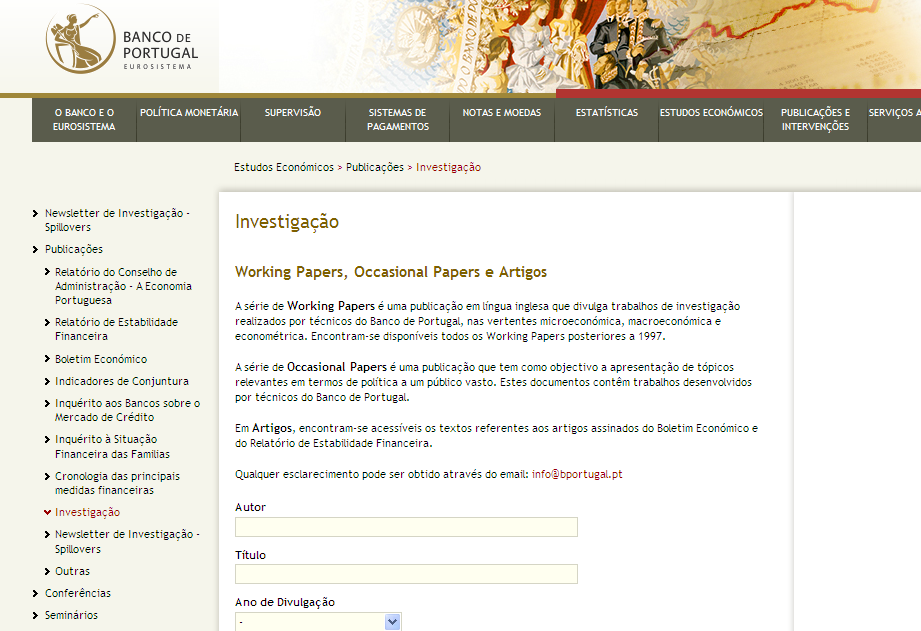 BANCO DE
PORTUGAL
EUROSISTEMA
O BANCO E O
EUROSISTEMA
POLÍTICA MONETÁRIA
SUPERVISÃO
SISTEMAS DE
PAGAMENTOS
NOTAS E MOEDAS
ESTATÍSTICAS
ESTUDOS ECONÓMICOS
PUBLICAÇÕES E
INTERVENÇÕES
SERVIÇOS A
Estudos Económicos > Publicações > Investigação
Newsletter de Investigação -
Spillovers
Publicações
Relatório do Conselho de
Administração - A Economia
Portuguesa
Relatório de Estabilidade
Financeira
Boletim Económico
Indicadores de Conjuntura
Inquérito aos Bancos sobre o
Mercado de Crédito
Inquérito à Situação
Financeira das Famílias
Cronologia das principais
medidas financeiras
Investigação
Newsletter de Investigação -
Spillovers
Outras
Conferências
Seminários
Investigação
Working Papers, Occasional Papers e Artigos
A série de Working Papers é uma publicação em língua inglesa que divulga trabalhos de investigação
realizados por técnicos do Banco de Portugal, nas vertentes microeconómica, macroeconómica e
econométrica. Encontram-se disponíveis todos os Working Papers posteriores a 1997.
A série de Occasional Papers é uma publicação que tem como objectivo a apresentação de tópicos
relevantes em termos de política a um público vasto. Estes documentos contêm trabalhos desenvolvidos
por técnicos do Banco de Portugal.
Em Artigos, encontram-se acessíveis os textos referentes aos artigos assinados do Boletim Económico e
do Relatório de Estabilidade Financeira.
Qualquer esclarecimento pode ser obtido através do email: info@bportugal.pt
Autor
Título
Ano de Divulgação
-